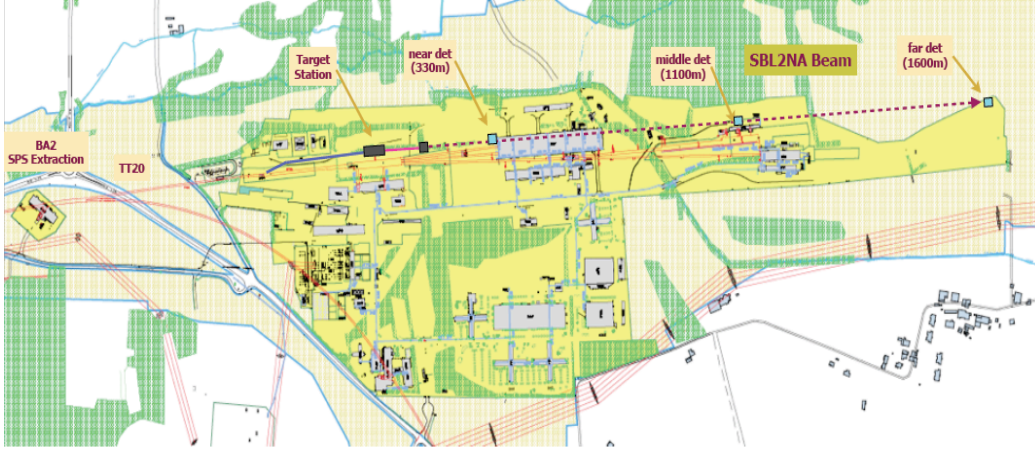 near det
(330m)
Target
Station
middle det
(1100m)
SBL2NA Beam
far det
(1600m)
BA2
SPS Extraction
TT20